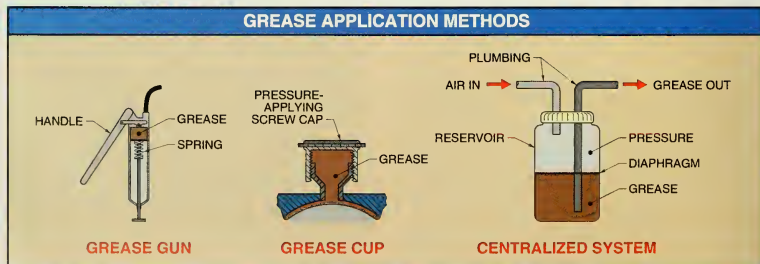 GREASE APPLICATION METHODS
HANDLE
GREASE
SPRING
GREASE GUN
PRESSURE-
APPLYING
SCREW CAP
GREASE
GREASE CUP
PLUMBING
AIR IN
GREASE OUT
RESERVOIR
PRESSURE
DIAPHRAGM
GREASE
CENTRALIZED SYSTEM